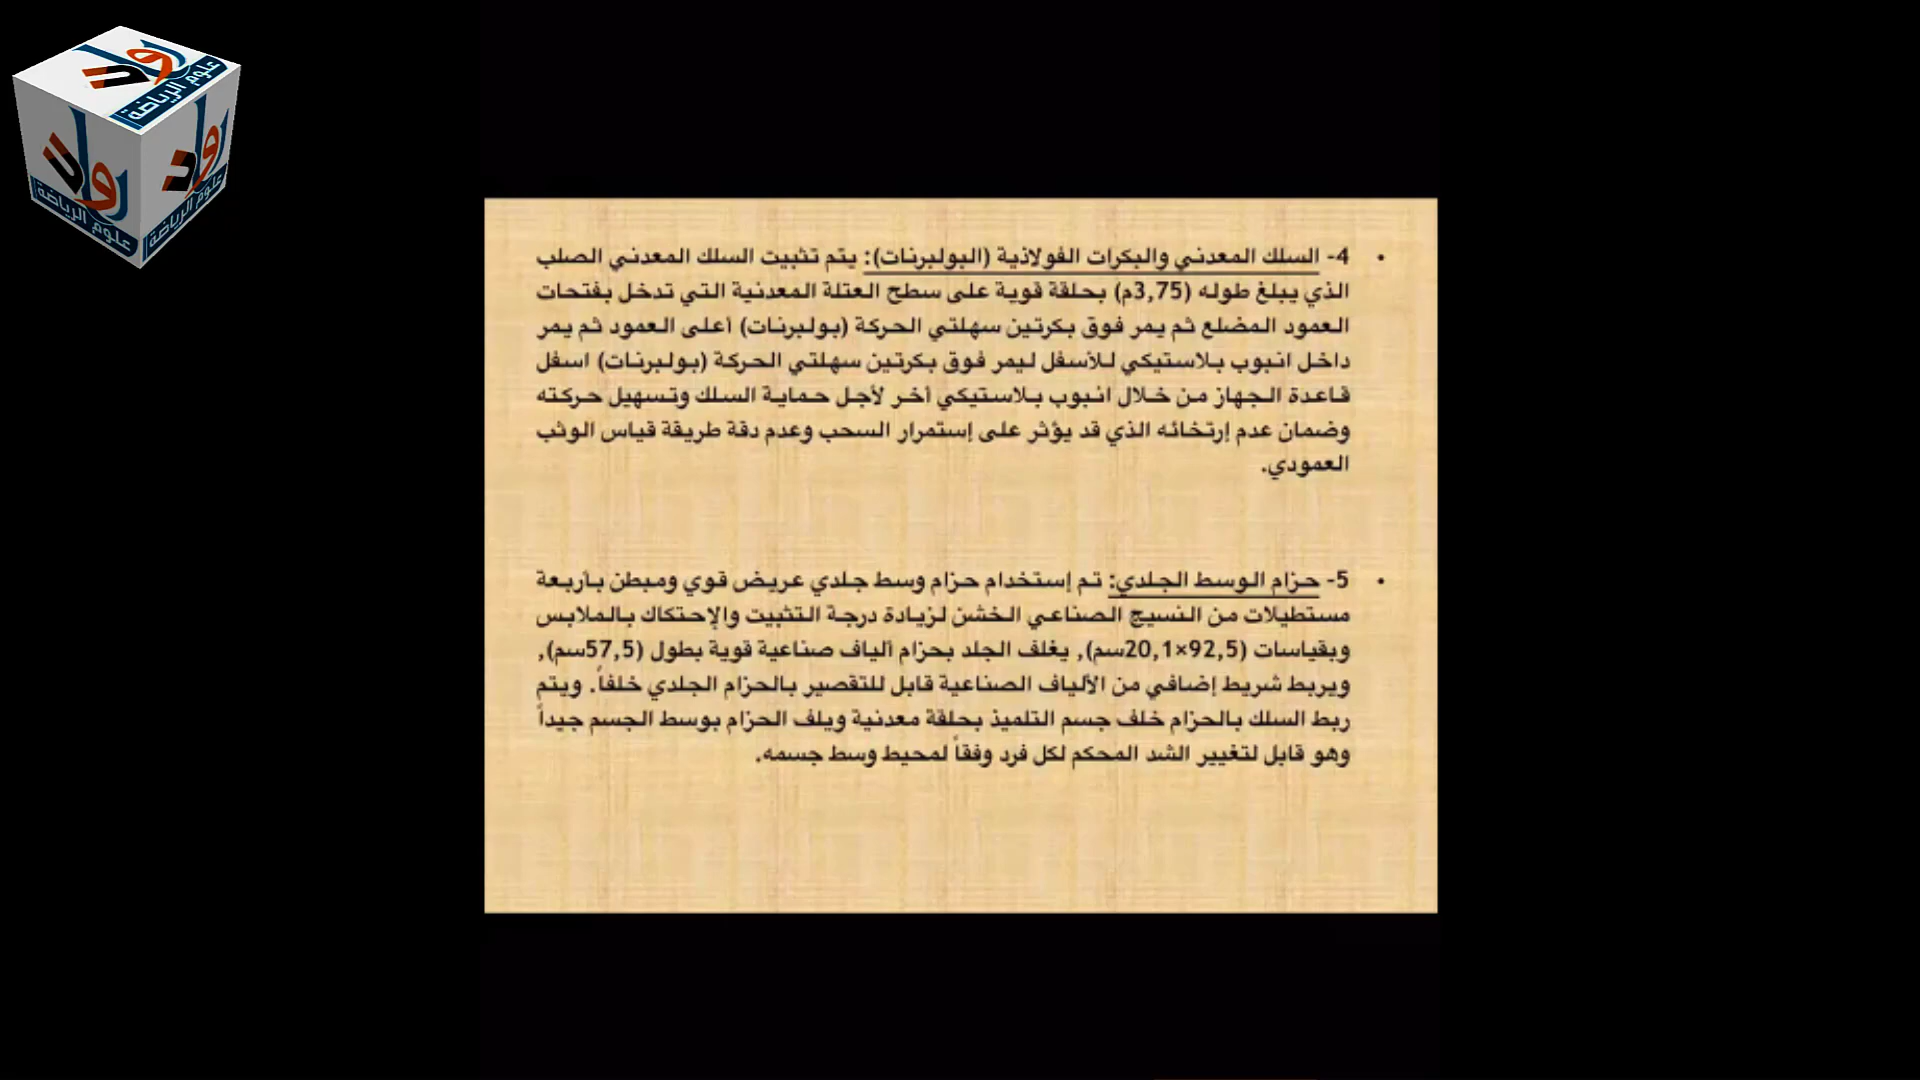 رواد
علوم الرياضة
رواد
علوم الرياضة
رواد
علوم الرياضة
• 4- السلك المعدني والبكرات الفولاذية (البولبرنات): يتم تثبيت السلك المعدني الصلب
الذي يبلغ طوله (3,75م) بحلقة قوية على سطح العتلة المعدنية التي تدخل بفتحات
العمود المضلع ثم يمر فوق بكرتين سهلتي الحركة (بولبرنات) أعلى العمود ثم يمر
داخل انبوب بلاستيكي للأسفل ليمر فوق بكرتين سهلتي الحركة (بولبرنات) اسفل
قاعدة الجهاز من خلال انبوب بلاستيكي أخر لأجل حماية السلك وتسهيل حركته
وضمان عدم إرتخائه الذي قد يؤثر على إستمرار السحب وعدم دقة طريقة قياس الوثب
العمودي.
• 5- حزام الوسط الجلدي: تم إستخدام حزام وسط جلدي عريض قوي ومبطن بأربعة
مستطيلات من النسيج الصناعي الخشن لزيادة درجة التثبيت والإحتكاك بالملابس
وبقياسات (92,5×20,1سم), يغلف الجلد بحزام ألياف صناعية قوية بطول (57,5سم),
ويربط شريط إضافي من الألياف الصناعية قابل للتقصير بالحزام الجلدي خلفاً. ويتم
ربط السلك بالحزام خلف جسم التلميذ بحلقة معدنية ويلف الحزام بوسط الجسم جيداً
وهو قابل لتغيير الشد المحكم لكل فرد وفقاً لمحيط وسط جسمه.